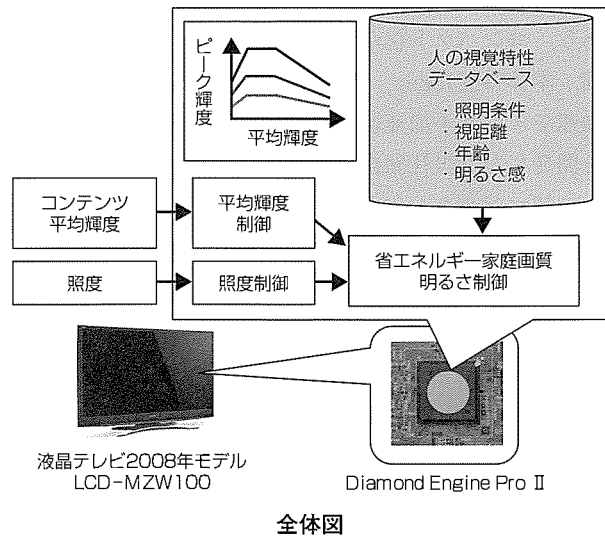 ピーク輝度
平均輝度
人の視覚特性
データベース
・照明条件
・視距離
・年齢
・明るさ感
コンテンツ
平均輝度
平均輝度
制御
照度
照度制御
省エネルギー家庭画質
明るさ制御
液晶テレビ2008年モデル
LCD-MZW100
Diamond Engine Pro Ⅱ
全体図